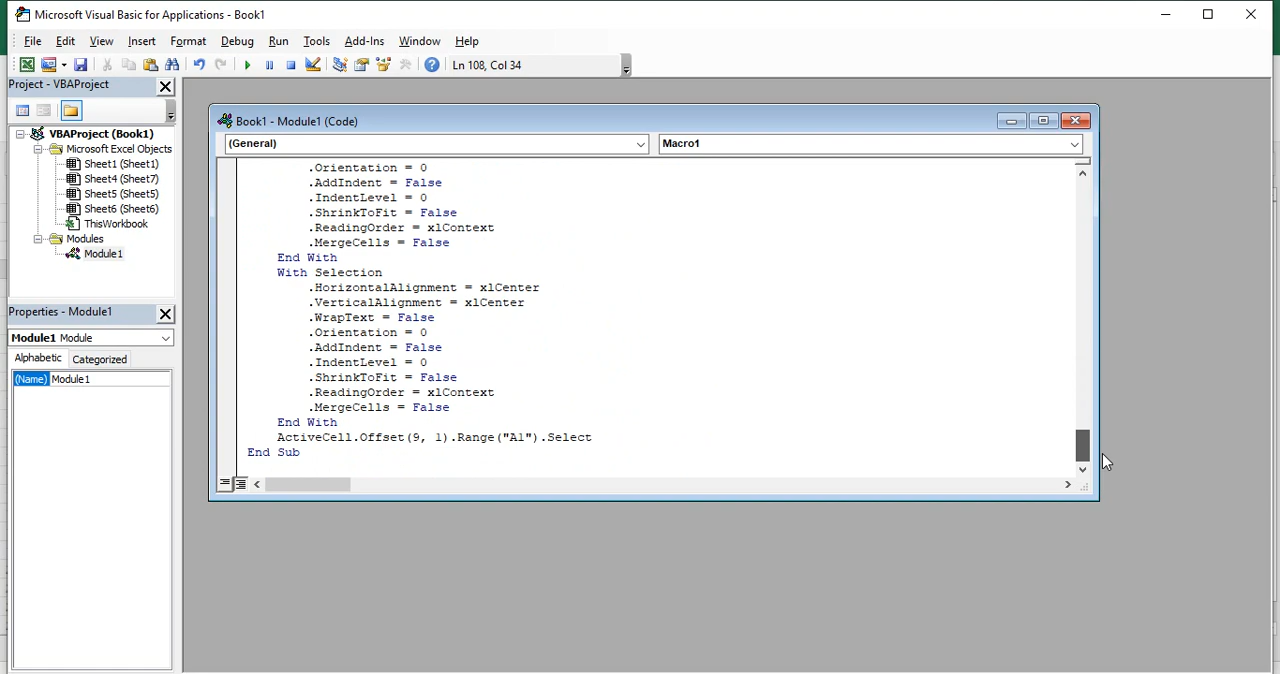 Microsoft Visual Basic for Applications - Book1
File Edit View Insert Format Debug Run Tools Add-Ins Window Help
Ln 108, Col 34
Project - VBAProject
VBAProject (Book1)
Microsoft Excel Objects
Sheet1 (Sheet1)
Sheet4 (Sheet7)
Sheet5 (Sheet5)
Sheet6 (Sheet6)
ThisWorkbook
Modules
Module1
Properties - Module1
Module1 Module
Alphabetic Categorized
(Name) Module1
Book1 - Module1 (Code)
(General) Macro1
.Orientation = 0
.AddIndent = False
.IndentLevel = 0
.ShrinkToFit = False
.ReadingOrder = xlContext
.MergeCells = False
End With
With Selection
.HorizontalAlignment = xlCenter
.VerticalAlignment = xlCenter
.WrapText = False
.Orientation = 0
.AddIndent = False
.IndentLevel = 0
.ShrinkToFit = False
.ReadingOrder = xlContext
.MergeCells = False
End With
ActiveCell.Offset(9, 1).Range("A1").Select
End Sub